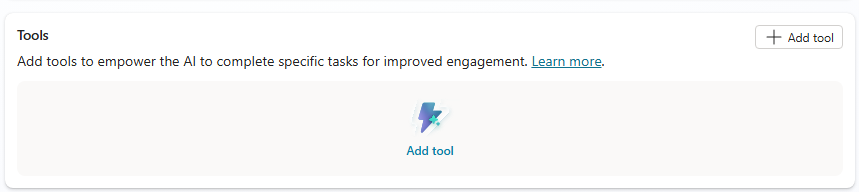 Tools
Add tool
Add tools to empower the AI to complete specific tasks for improved engagement. Learn more.
Add tool